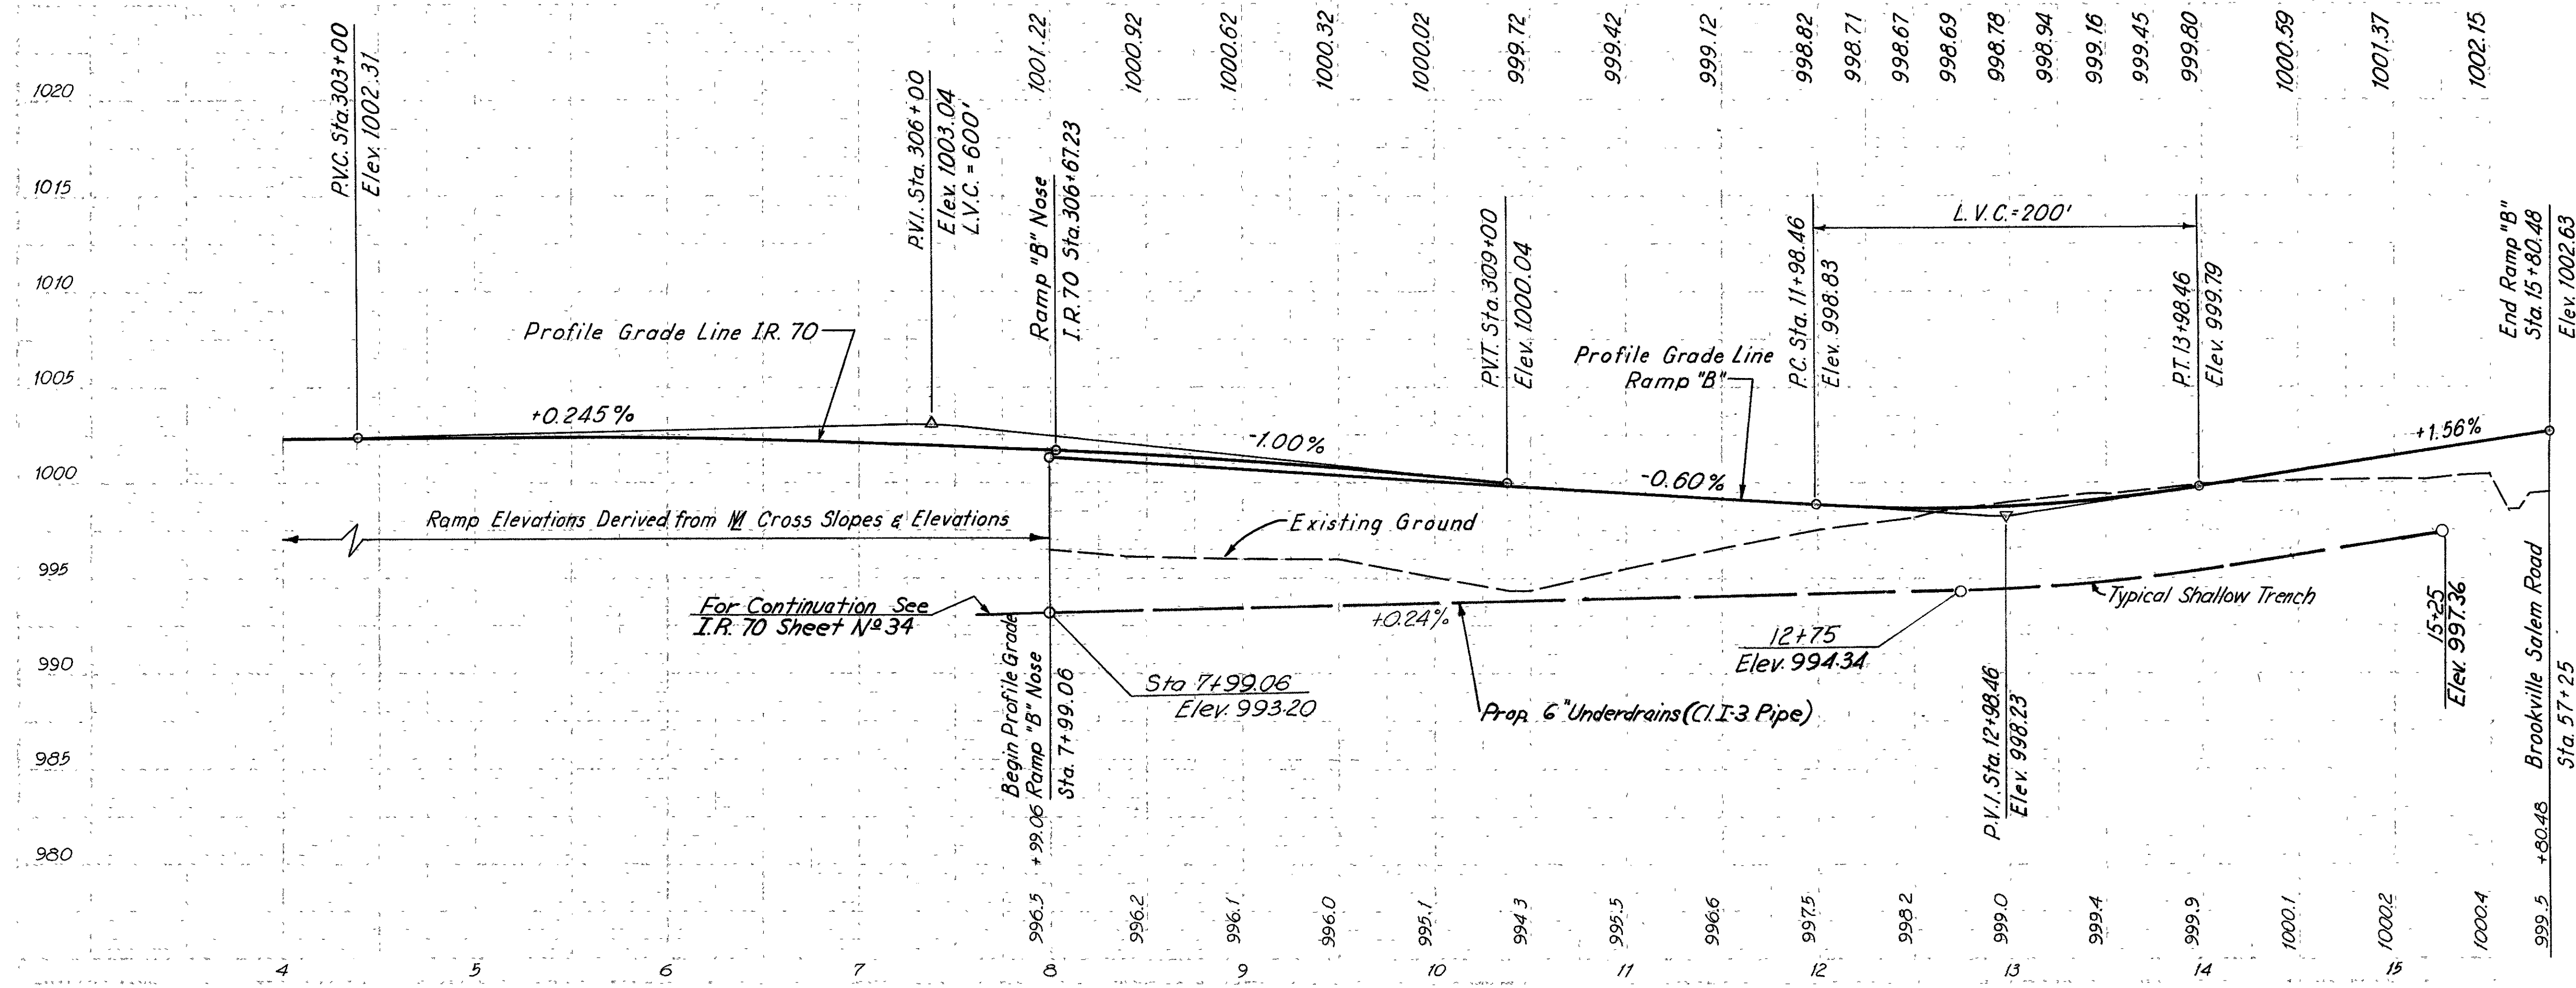 1001.22
1000.92
1000.62
1000.32
1000.02
999.72
999.42
999.12
998.82
998.71
998.67
998.69
998.78
998.94
999.16
999.45
999.80
1000.59
1001.37
1002.15
1020
1015
1010
1005
1000
995
990
985
980
P.V.C. Sta.303+00
Elev. 1002.31
P.V.I. Sta.306+00
Elev. 1003.04
L.V.C. = 600'
Ramp "B" Nose
I.R.70 Sta.306+67.23
P.V.T. Sta.309+00
Elev. 1000.04
P.C. Sta. 11+98.46
Elev. 998.83
L.V.C.=200'
P.T. 13+98.46
Elev. 999.79
End Ramp "B"
Sta. 15+80.48
Elev. 1002.63
Profile Grade Line I.R. 70
Profile Grade Line
Ramp "B"
+0.245%
-1.00%
-0.60%
+1.56%
Ramp Elevations Derived from ML Cross Slopes & Elevations
Existing Ground
For Continuation See
I.R. 70 Sheet Nº 34
+0.24%
Typical Shallow Trench
12+75
Elev. 994.34
15+25
Elev. 997.36
Sta 7+99.06
Elev. 993.20
Prop. 6" Underdrains (Cl. I-3 Pipe)
Begin Profile Grade
+99.06 Ramp "B" Nose
Sta. 7+99.06
P.V.I. Sta. 12+98.46
Elev. 998.23
+80.48 Brookville Salem Road
Sta. 57+25
996.5
996.2
996.1
996.0
995.1
994.3
995.5
996.6
997.5
998.2
999.0
999.4
999.9
1000.1
1000.2
1000.4
999.5
4
5
6
7
8
9
10
11
12
13
14
15